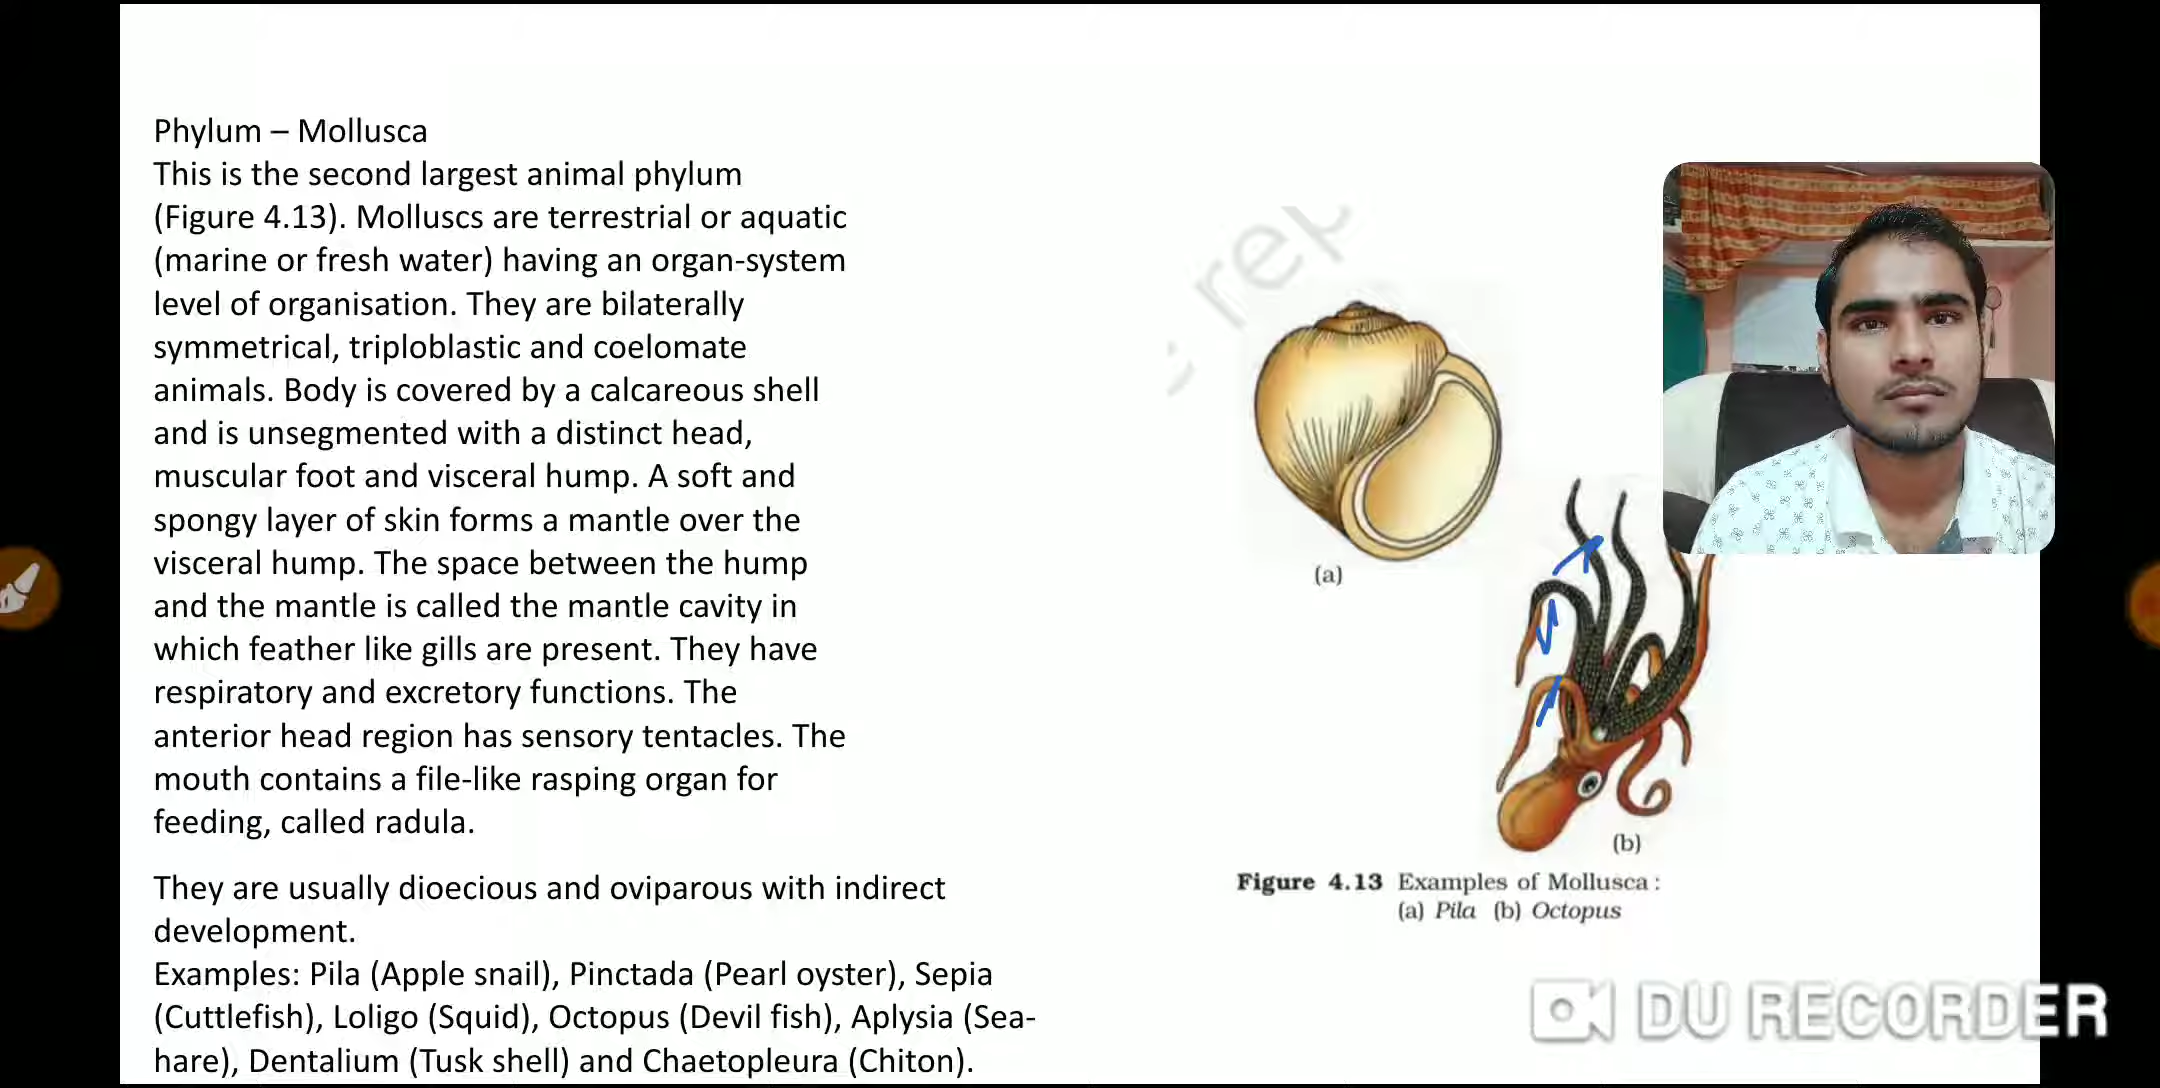 Phylum – Mollusca
This is the second largest animal phylum
(Figure 4.13). Molluscs are terrestrial or aquatic
(marine or fresh water) having an organ-system
level of organisation. They are bilaterally
symmetrical, triploblastic and coelomate
animals. Body is covered by a calcareous shell
and is unsegmented with a distinct head,
muscular foot and visceral hump. A soft and
spongy layer of skin forms a mantle over the
visceral hump. The space between the hump
and the mantle is called the mantle cavity in
which feather like gills are present. They have
respiratory and excretory functions. The
anterior head region has sensory tentacles. The
mouth contains a file-like rasping organ for
feeding, called radula.
They are usually dioecious and oviparous with indirect
development.
Examples: Pila (Apple snail), Pinctada (Pearl oyster), Sepia
(Cuttlefish), Loligo (Squid), Octopus (Devil fish), Aplysia (Sea-
hare), Dentalium (Tusk shell) and Chaetopleura (Chiton).
(a)
(b)
Figure 4.13 Examples of Mollusca :
(a) Pila (b) Octopus
DU RECORDER